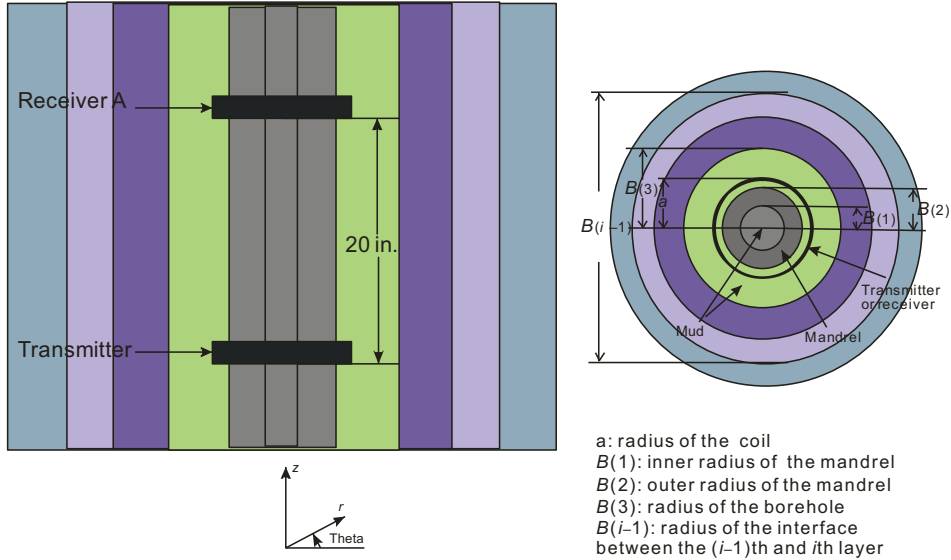 Receiver A
20 in.
Transmitter
z
r
Theta
B(3)
a
B(i –1)
B(1)
B(2)
Transmitter
or receiver
Mud
Mandrel
a: radius of the coil
B(1): inner radius of the mandrel
B(2): outer radius of the mandrel
B(3): radius of the borehole
B(i–1): radius of the interface
between the (i–1)th and ith layer